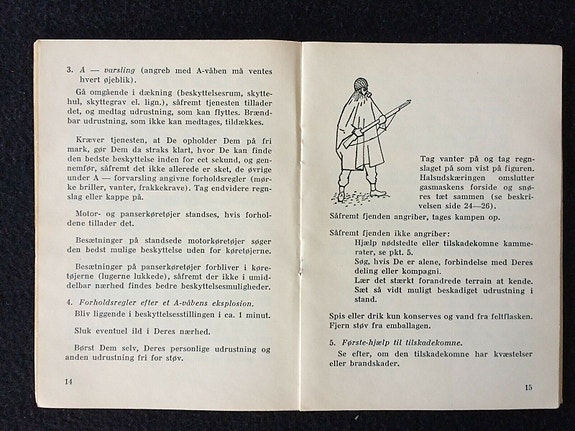 3. A — varsling (angreb med A-våben må ventes
hvert øjeblik).
Gå omgående i dækning (beskyttelsesrum, skytte-
hul, skyttegrav el. lign.), såfremt tjenesten tillader
det, og medtag udrustning, som kan flyttes. Brænd-
bar udrustning, som ikke kan medtages, tildækkes.
Kræver tjenesten, at De opholder Dem på fri
mark, gør Dem da straks klart, hvor De kan finde
den bedste beskyttelse inden for eet sekund, og gen-
nemfør, såfremt det ikke allerede er sket, de øvrige
under A — forvarsling angivne forholdsregler (mør-
ke briller, vanter, frakkekrave). Tag endvidere regn-
slag eller kappe på.
Motor- og panserkøretøjer standses, hvis forhol-
dene tillader det.
Besætninger på standsede motorkøretøjer søger
den bedst mulige beskyttelse uden for køretøjerne.
Besætninger på panserkøretøjer forbliver i køre-
tøjerne (lugerne lukkede), såfremt der ikke i umid-
delbar nærhed findes bedre beskyttelsesmuligheder.
4. Forholdsregler efter et A-våbens eksplosion.
Bliv liggende i beskyttelsesstillingen i ca. 1 minut.
Sluk eventuel ild i Deres nærhed.
Børst Dem selv, Deres personlige udrustning og
anden udrustning fri for støv.
14
Tag vanter på og tag regn-
slaget på som vist på figuren.
Halsudskæringen omslutter
gasmaskens forside og snø-
res tæt sammen (se beskri-
velsen side 24—26).
Såfremt fjenden angriber, tages kampen op.
Såfremt fjenden ikke angriber:
Hjælp nødstedte eller tilskadekomne kamme-
rater, se pkt. 5.
Søg, hvis De er alene, forbindelse med Deres
deling eller kompagni.
Lær det stærkt forandrede terrain at kende.
Sæt så vidt muligt beskadiget udrustning i
stand.
Spis eller drik kun konserves og vand fra feltflasken.
Fjern støv fra emballagen.
5. Første-hjælp til tilskadekomne.
Se efter, om den tilskadekomne har kvæstelser
eller brandskader.
15